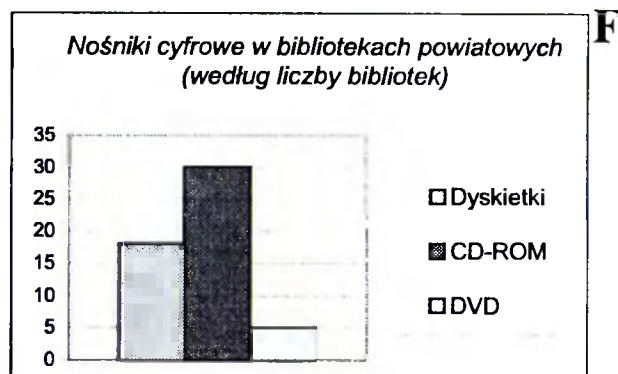 Nośniki cyfrowe w bibliotekach powiatowych
(według liczby bibliotek)
F
35
30
25
20
15
10
5
0
Dyskietki
CD-ROM
DVD